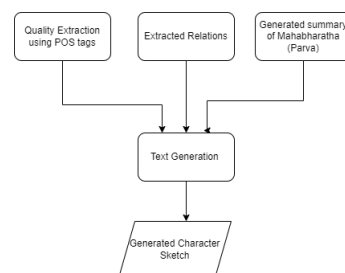 Quality Extraction
using POS tags
Extracted Relations
Generated summary
of Mahabharatha
(Parva)
Text Generation
Generated Character
Sketch